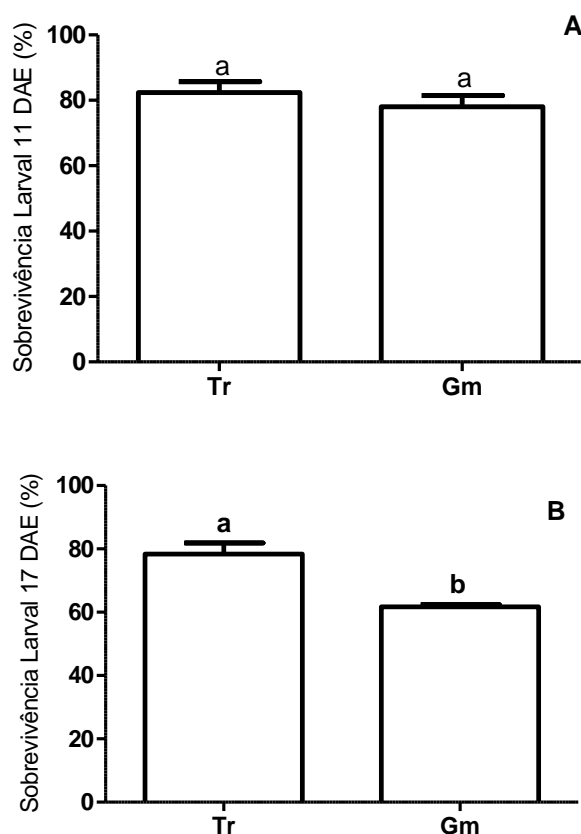 A
Sobrevivência Larval 11 DAE (%)
100
80
60
40
20
0
a
a
Tr
Gm
B
Sobrevivência Larval 17 DAE (%)
100
80
60
40
20
0
a
b
Tr
Gm